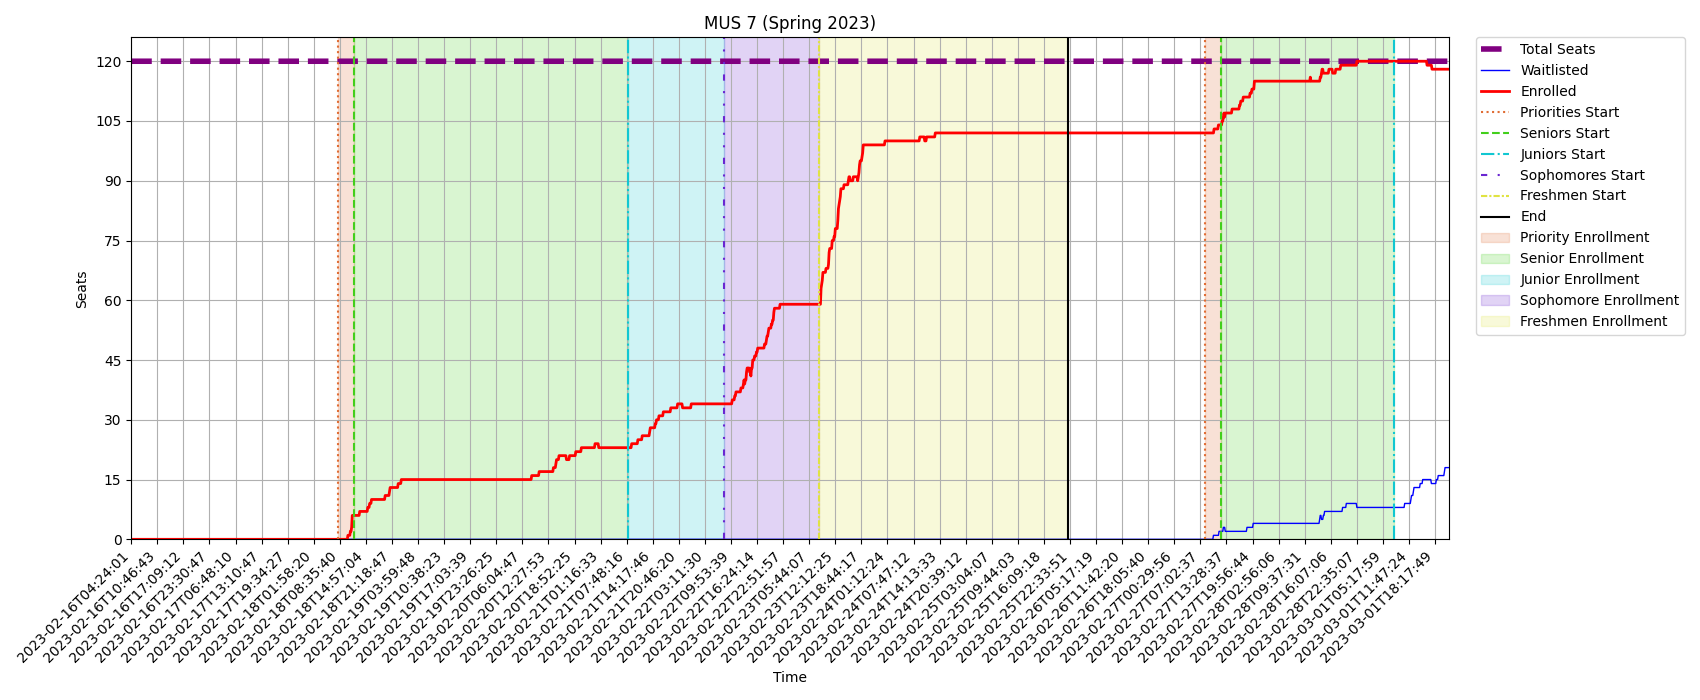 MUS 7 (Spring 2023)
Seats
120
105
90
75
60
45
30
15
0
2023-02-16T04:24:01
2023-02-16T10:46:43
2023-02-16T17:09:12
2023-02-16T23:30:47
2023-02-17T06:48:10
2023-02-17T13:10:47
2023-02-17T19:34:27
2023-02-18T01:58:20
2023-02-18T08:35:40
2023-02-18T14:57:04
2023-02-18T21:18:47
2023-02-19T03:59:48
2023-02-19T10:38:23
2023-02-19T17:03:39
2023-02-19T23:26:25
2023-02-20T06:04:47
2023-02-20T12:27:53
2023-02-20T18:52:25
2023-02-21T01:16:33
2023-02-21T07:48:16
2023-02-21T14:17:46
2023-02-21T20:46:20
2023-02-22T03:11:30
2023-02-22T09:53:39
2023-02-22T16:24:14
2023-02-22T22:51:57
2023-02-23T05:44:07
2023-02-23T12:12:25
2023-02-23T18:44:25
2023-02-24T01:12:24
2023-02-24T07:47:12
2023-02-24T14:13:33
2023-02-24T20:39:12
2023-02-25T03:04:07
2023-02-25T09:44:03
2023-02-25T16:09:18
2023-02-25T22:33:51
2023-02-26T05:17:19
2023-02-26T11:42:20
2023-02-26T18:05:40
2023-02-27T00:29:56
2023-02-27T07:02:37
2023-02-27T13:28:37
2023-02-27T19:56:44
2023-02-28T02:56:06
2023-02-28T09:37:31
2023-02-28T16:07:06
2023-02-28T22:35:07
2023-03-01T05:17:59
2023-03-01T11:47:24
2023-03-01T18:17:49
Time
Total Seats
Waitlisted
Enrolled
Priorities Start
Seniors Start
Juniors Start
Sophomores Start
Freshmen Start
End
Priority Enrollment
Senior Enrollment
Junior Enrollment
Sophomore Enrollment
Freshmen Enrollment